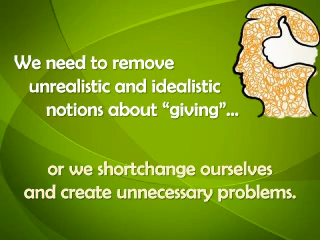 We need to remove
unrealistic and idealistic
notions about “giving”...
or we shortchange ourselves
and create unnecessary problems.